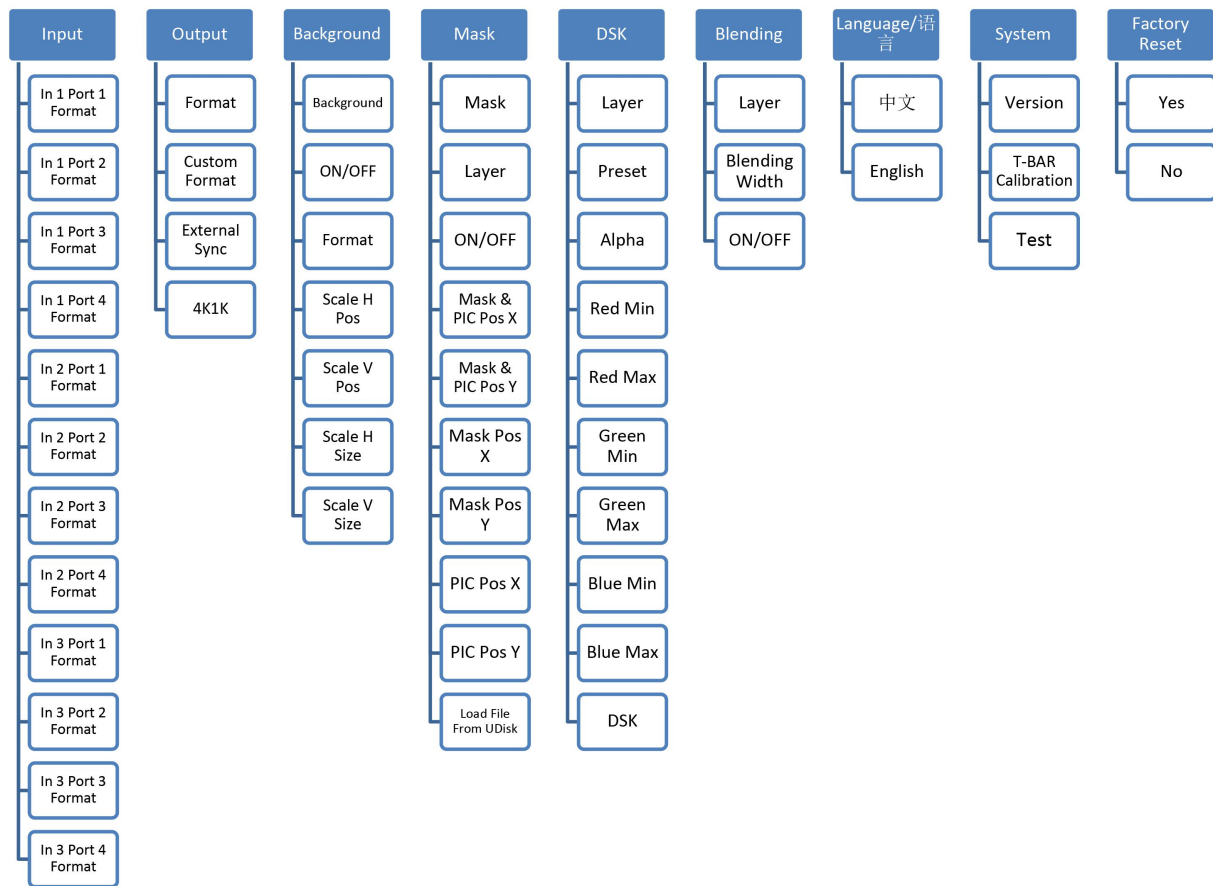 Input
In 1 Port 1
Format
In 1 Port 2
Format
In 1 Port 3
Format
In 1 Port 4
Format
In 2 Port 1
Format
In 2 Port 2
Format
In 2 Port 3
Format
In 2 Port 4
Format
In 3 Port 1
Format
In 3 Port 2
Format
In 3 Port 3
Format
In 3 Port 4
Format
Output
Format
Custom
Format
External
Sync
4K1K
Background
Background
ON/OFF
Format
Scale H
Pos
Scale V
Pos
Scale H
Size
Scale V
Size
Mask
Mask
Layer
ON/OFF
Mask &
PIC Pos X
Mask &
PIC Pos Y
Mask Pos
X
Mask Pos
Y
PIC Pos X
PIC Pos Y
Load File
From UDisk
DSK
Layer
Preset
Alpha
Red Min
Red Max
Green
Min
Green
Max
Blue Min
Blue Max
DSK
Blending
Layer
Blending
Width
ON/OFF
Language/语
言
中文
English
System
Version
T-BAR
Calibration
Test
Factory
Reset
Yes
No